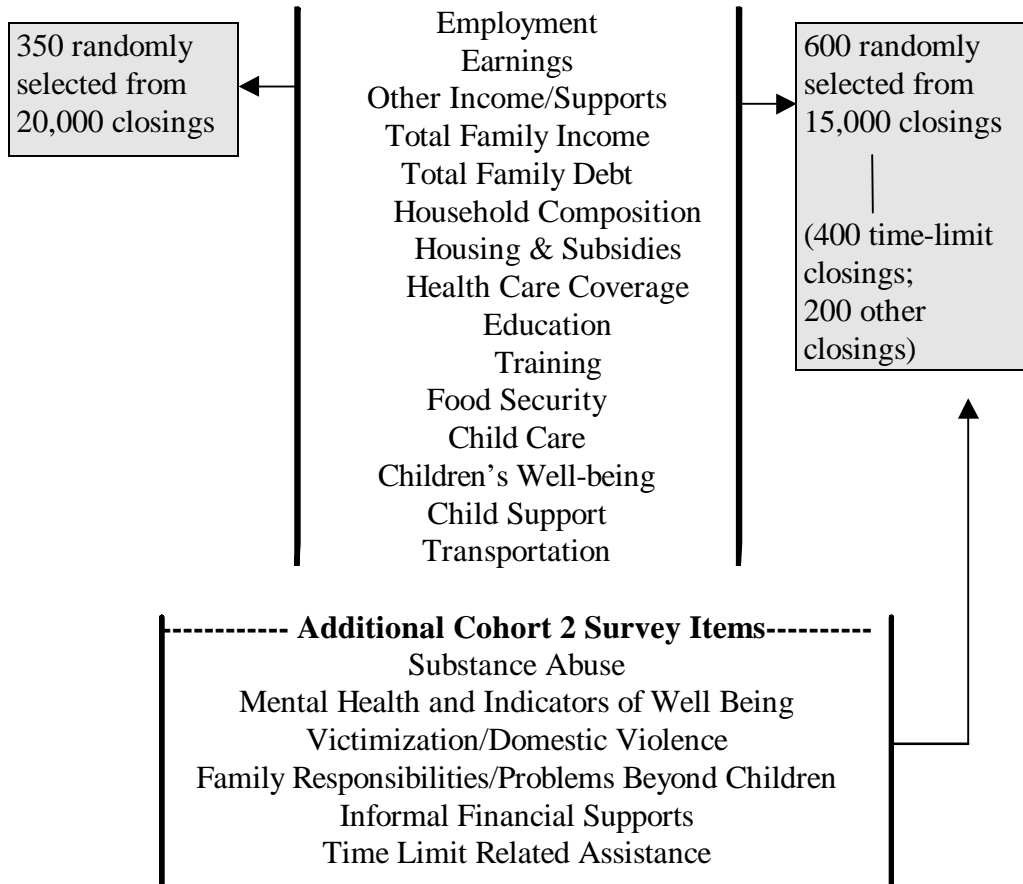 350 randomly
selected from
20,000 closings
Employment
Earnings
Other Income/Supports
Total Family Income
Total Family Debt
Household Composition
Housing & Subsidies
Health Care Coverage
Education
Training
Food Security
Child Care
Children’s Well-being
Child Support
Transportation
600 randomly
selected from
15,000 closings
(400 time-limit
closings;
200 other
closings)
------------ Additional Cohort 2 Survey Items----------
Substance Abuse
Mental Health and Indicators of Well Being
Victimization/Domestic Violence
Family Responsibilities/Problems Beyond Children
Informal Financial Supports
Time Limit Related Assistance